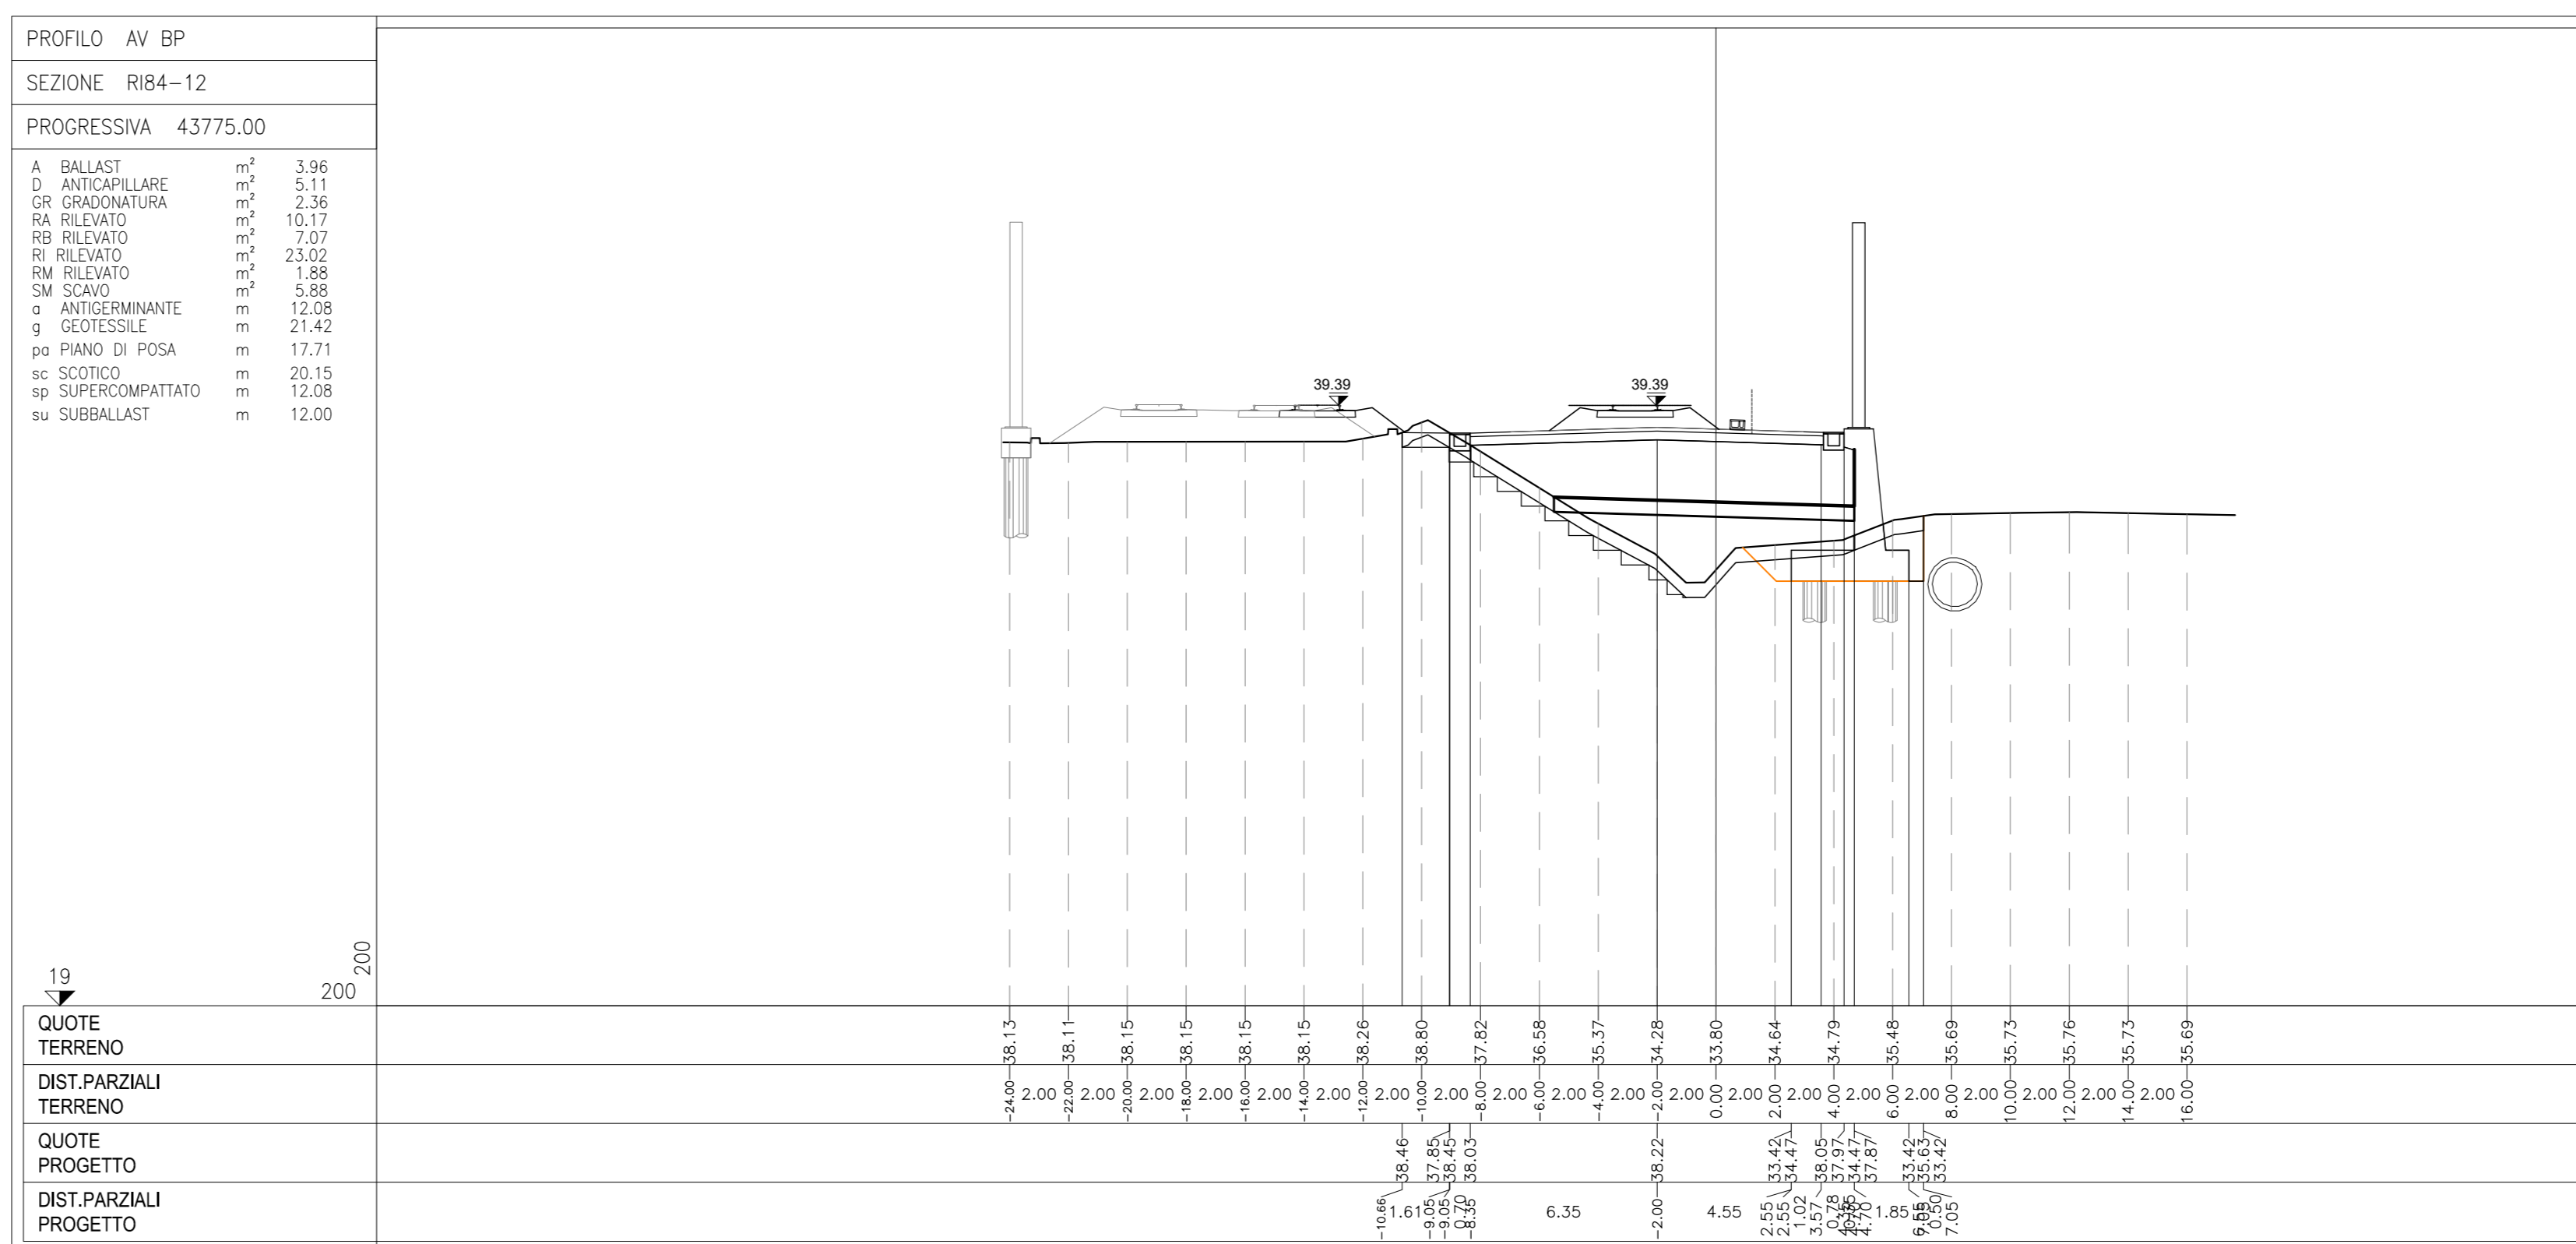 PROFILO AV BP
SEZIONE RI84-12
PROGRESSIVA 43775.00
A BALLAST m² 3.96
D ANTICAPILLARE m² 5.11
GR GRADONATURA m² 2.36
RA RILEVATO m² 10.17
RB RILEVATO m² 7.07
RI RILEVATO m² 23.02
RM RILEVATO m² 1.88
SM SCAVO m² 5.88
a ANTIGERMINANTE m 12.08
g GEOTESSILE m 21.42
pa PIANO DI POSA m 17.71
sc SCOTICO m 20.15
sp SUPERCOMPATTATO m 12.08
su SUBBALLAST m 12.00
39.39 39.39
200
19 200
QUOTE
TERRENO
38.13 38.11 38.15 38.15 38.15 38.15 38.26 38.80 37.82 36.58 35.37 34.28 33.80 34.64 34.79 35.48 35.69 35.73 35.76 35.73 35.69
DIST.PARZIALI
TERRENO
-24.00 2.00 -22.00 2.00 -20.00 2.00 -18.00 2.00 -16.00 2.00 -14.00 2.00 -12.00 2.00 -10.00 2.00 -8.00 2.00 -6.00 2.00 -4.00 2.00 -2.00 2.00 0.00 2.00 2.00 2.00 4.00 2.00 6.00 2.00 8.00 2.00 10.00 2.00 12.00 2.00 14.00 2.00 16.00
QUOTE
PROGETTO
38.46 37.85 38.45 38.03 38.22 33.42 34.47 38.05 37.97 34.47 37.87 33.42 35.63 33.42
DIST.PARZIALI
PROGETTO
-10.66 1.61 -9.05 -9.05 0.70 -8.35 6.35 -2.00 4.55 2.55 2.55 1.02 3.57 0.78 4.70 1.85 6.55 0.50 7.05